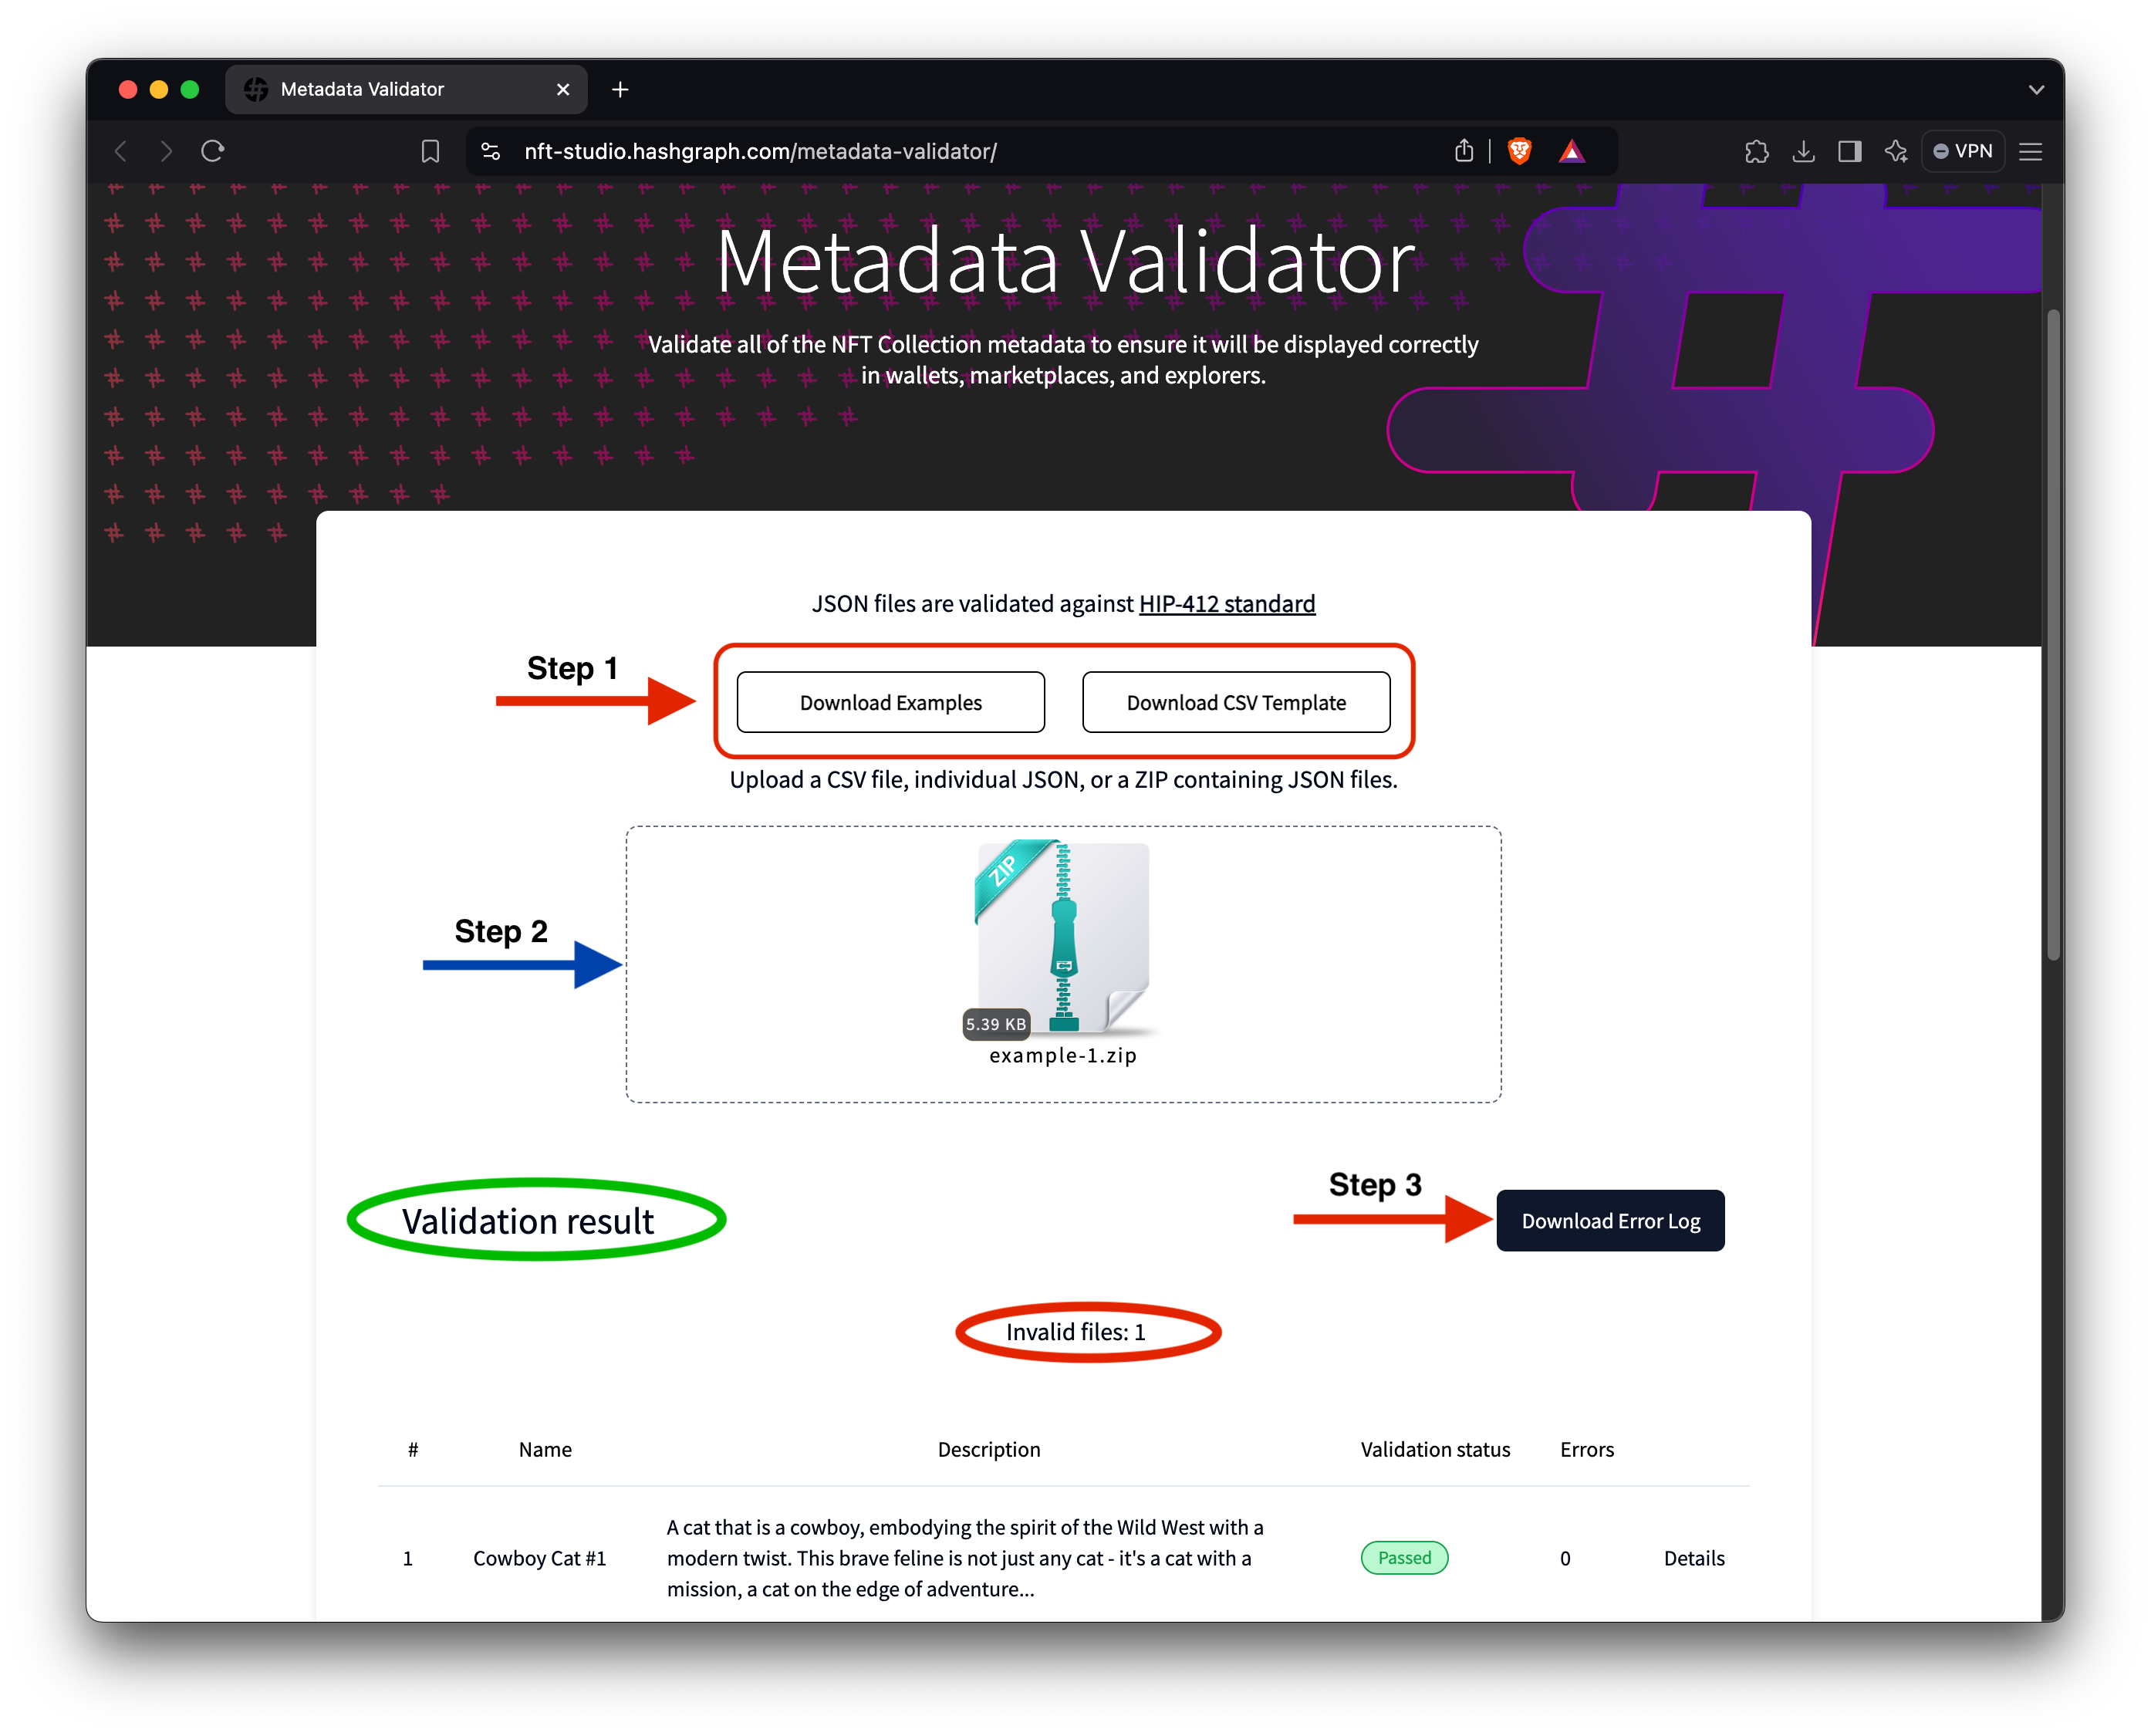 Metadata Validator
nft-studio.hashgraph.com/metadata-validator/
VPN
Metadata Validator
Validate all of the NFT Collection metadata to ensure it will be displayed correctly
in wallets, marketplaces, and explorers.
JSON files are validated against HIP-412 standard
Step 1
Download Examples
Download CSV Template
Upload a CSV file, individual JSON, or a ZIP containing JSON files.
ZIP
Step 2
5.39 KB
example-1.zip
Validation result
Step 3
Download Error Log
Invalid files: 1
# Name Description Validation status Errors
1 Cowboy Cat #1
A cat that is a cowboy, embodying the spirit of the Wild West with a
modern twist. This brave feline is not just any cat - it's a cat with a
mission, a cat on the edge of adventure...
Passed 0 Details